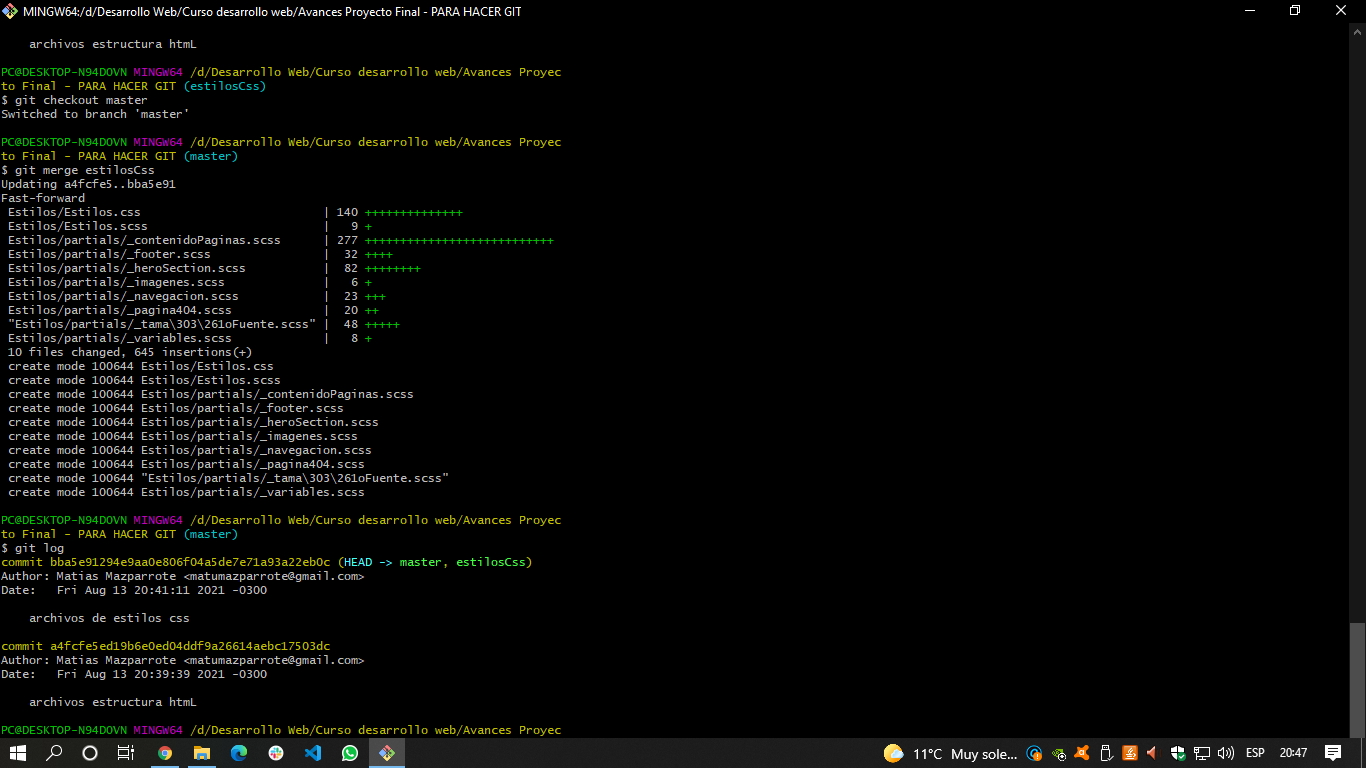 MINGW64:/d/Desarrollo Web/Curso desarrollo web/Avances Proyecto Final - PARA HACER GIT
    archivos estructura htmL
PC@DESKTOP-N94DOVN MINGW64 /d/Desarrollo Web/Curso desarrollo web/Avances Proyec
to Final - PARA HACER GIT (estilosCss)
$ git checkout master
Switched to branch 'master'
PC@DESKTOP-N94DOVN MINGW64 /d/Desarrollo Web/Curso desarrollo web/Avances Proyec
to Final - PARA HACER GIT (master)
$ git merge estilosCss
Updating a4fcfe5..bba5e91
Fast-forward
 Estilos/Estilos.css                          | 140 ++++++++++++++
 Estilos/Estilos.scss                         |   9 +
 Estilos/partials/_contenidoPaginas.scss      | 277 +++++++++++++++++++++++++++
 Estilos/partials/_footer.scss                |  32 ++++
 Estilos/partials/_heroSection.scss           |  82 ++++++++
 Estilos/partials/_imagenes.scss              |   6 +
 Estilos/partials/_navegacion.scss            |  23 +++
 Estilos/partials/_pagina404.scss             |  20 ++
 "Estilos/partials/_tama\303\261oFuente.scss" |  48 +++++
 Estilos/partials/_variables.scss             |   8 +
 10 files changed, 645 insertions(+)
 create mode 100644 Estilos/Estilos.css
 create mode 100644 Estilos/Estilos.scss
 create mode 100644 Estilos/partials/_contenidoPaginas.scss
 create mode 100644 Estilos/partials/_footer.scss
 create mode 100644 Estilos/partials/_heroSection.scss
 create mode 100644 Estilos/partials/_imagenes.scss
 create mode 100644 Estilos/partials/_navegacion.scss
 create mode 100644 Estilos/partials/_pagina404.scss
 create mode 100644 "Estilos/partials/_tama\303\261oFuente.scss"
 create mode 100644 Estilos/partials/_variables.scss
PC@DESKTOP-N94DOVN MINGW64 /d/Desarrollo Web/Curso desarrollo web/Avances Proyec
to Final - PARA HACER GIT (master)
$ git log
commit bba5e91294e9aa0e806f04a5de7e71a93a22eb0c (HEAD -> master, estilosCss)
Author: Matias Mazparrote <matumazparrote@gmail.com>
Date:   Fri Aug 13 20:41:11 2021 -0300
    archivos de estilos css
commit a4fcfe5ed19b6e0ed04ddf9a26614aebc17503dc
Author: Matias Mazparrote <matumazparrote@gmail.com>
Date:   Fri Aug 13 20:39:39 2021 -0300
    archivos estructura htmL
PC@DESKTOP-N94DOVN MINGW64 /d/Desarrollo Web/Curso desarrollo web/Avances Proyec
11°C Muy sole... ESP 20:47